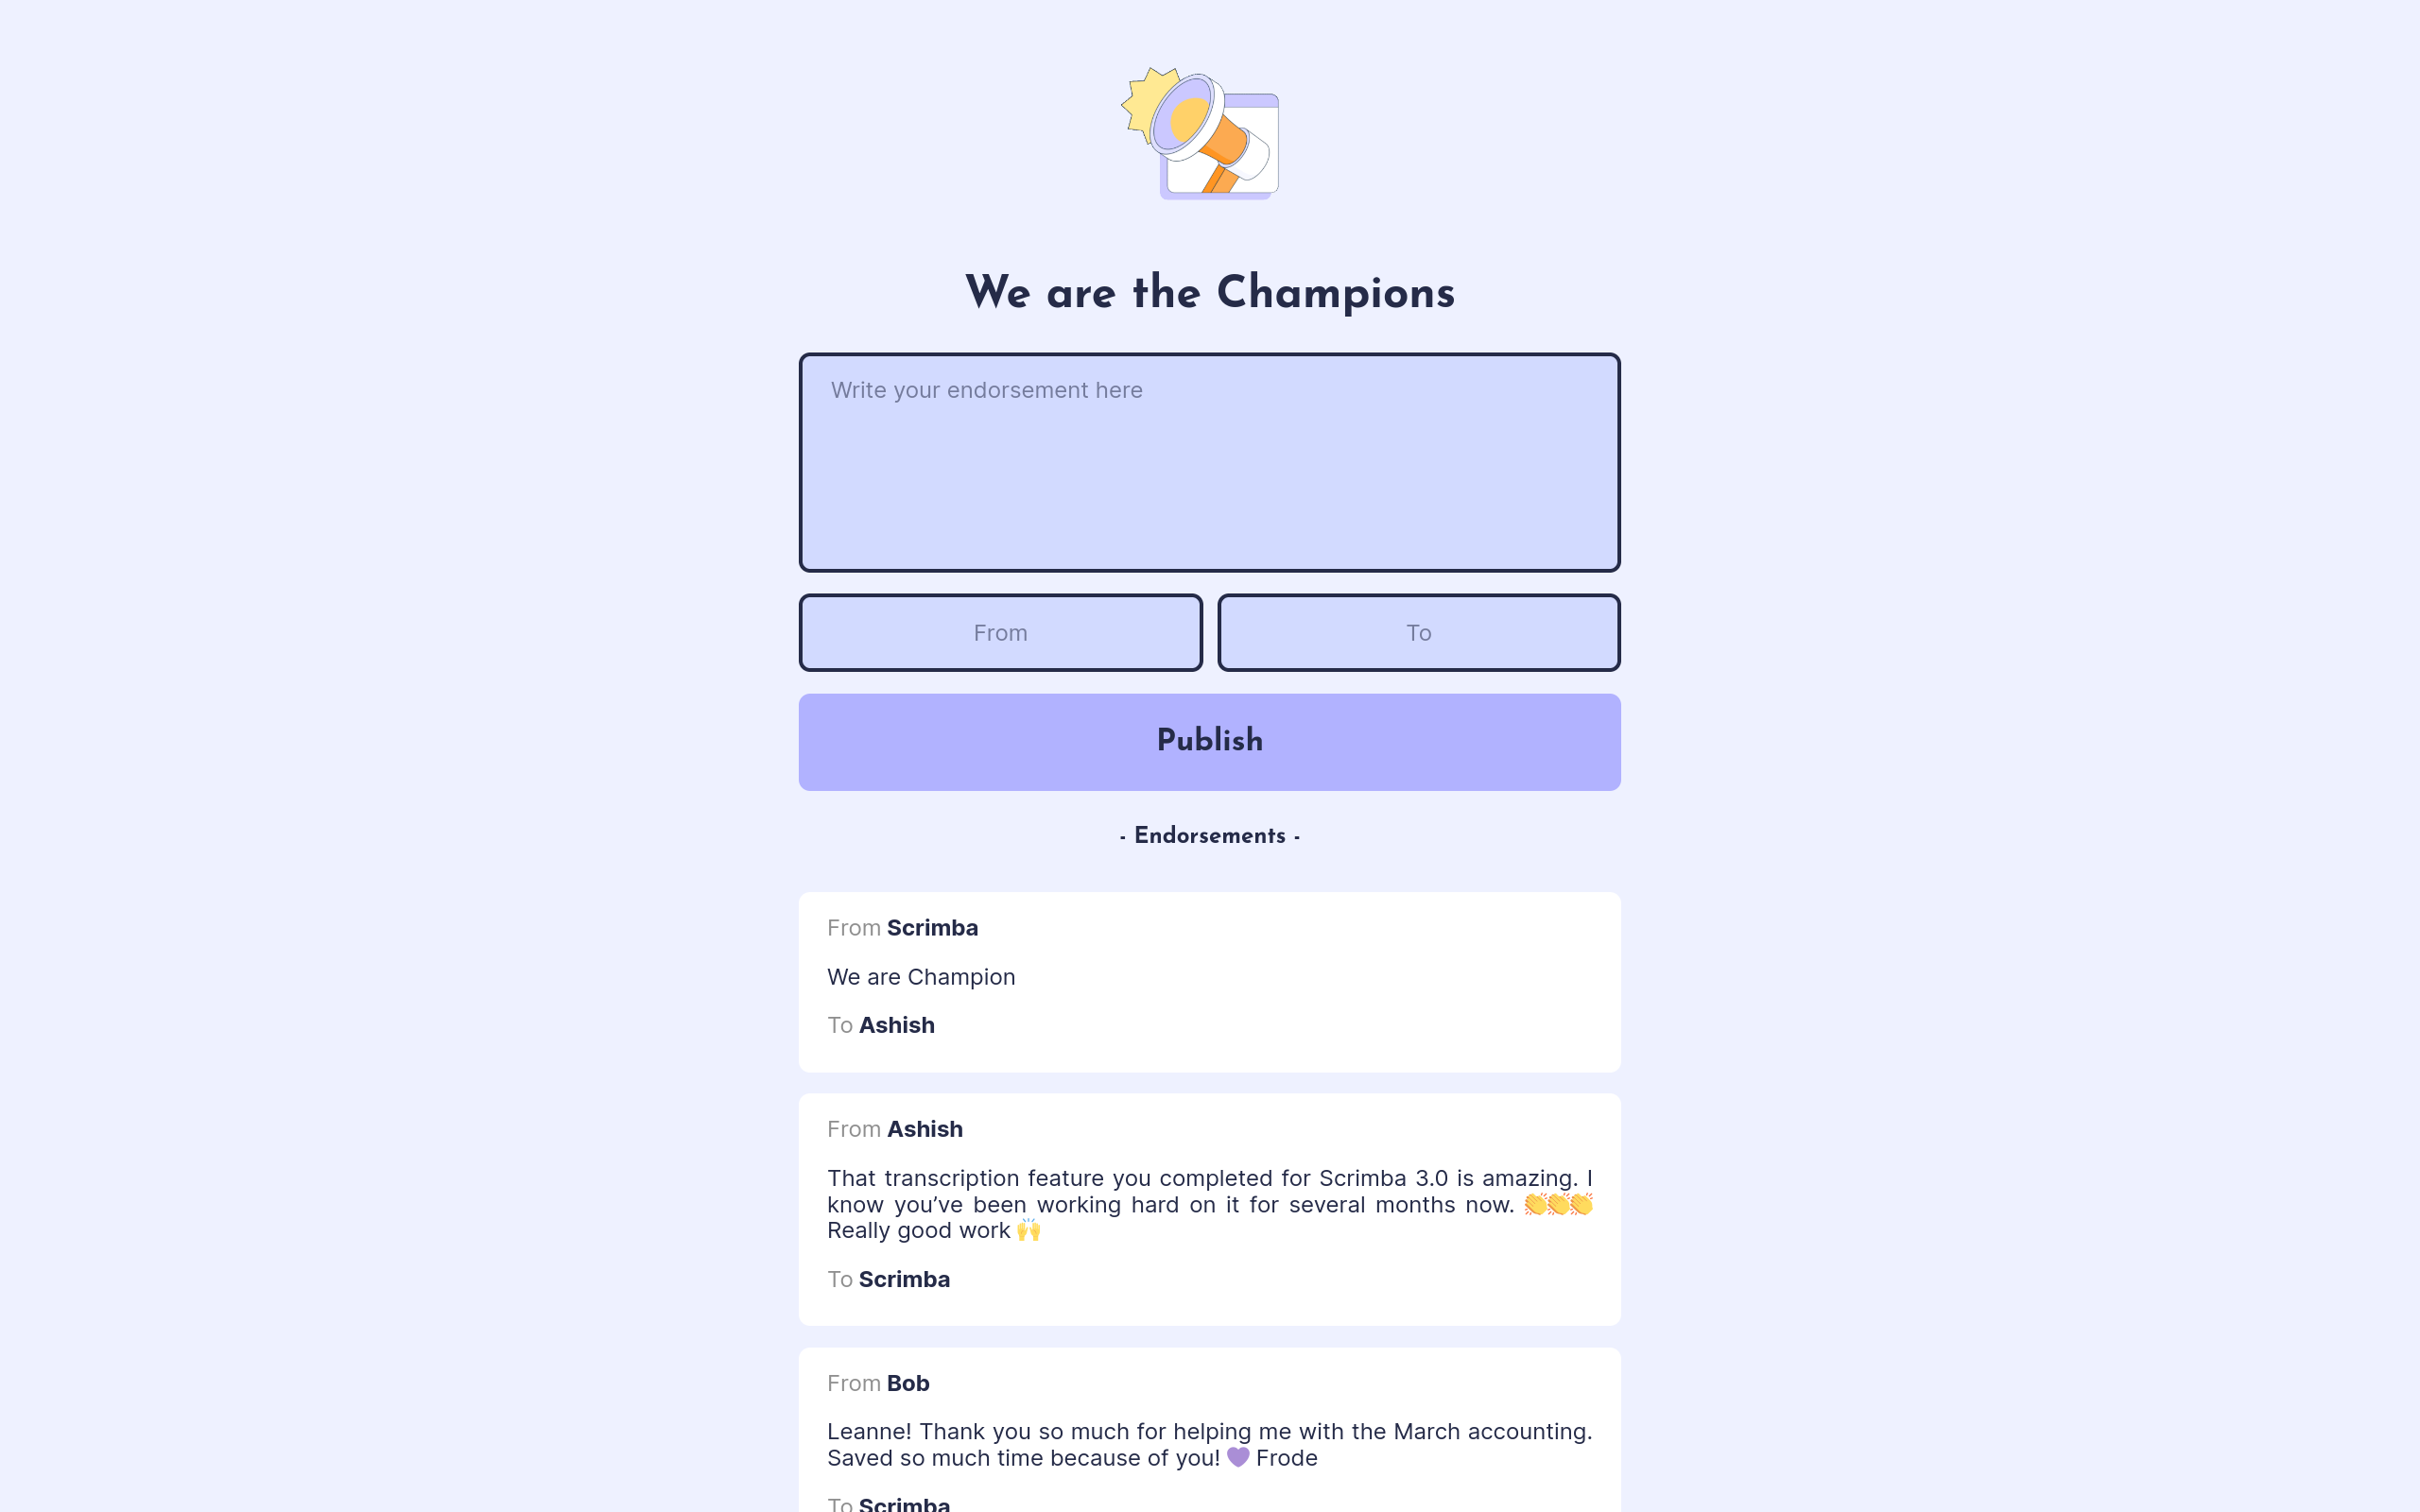 We are the Champions
Write your endorsement here
From
To
Publish
- Endorsements -
From Scrimba
We are Champion
To Ashish
From Ashish
That transcription feature you completed for Scrimba 3.0 is amazing. I
know you’ve been working hard on it for several months now. 👏👏👏
Really good work 🙌
To Scrimba
From Bob
Leanne! Thank you so much for helping me with the March accounting.
Saved so much time because of you! 💜 Frode
To Scrimba